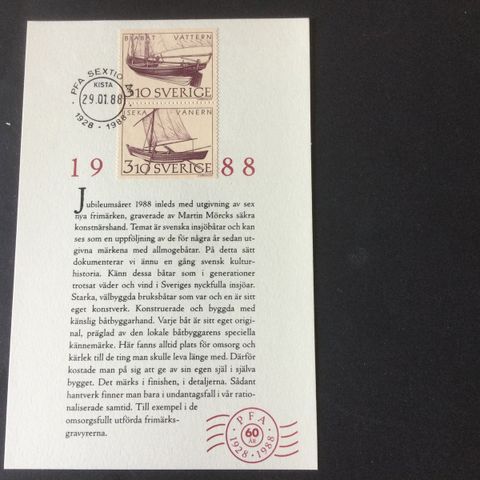 BLÅBÅT VÄTTERN
310 SVERIGE
SEKA VÄNERN
310 SVERIGE
PFA SEXTIO ÅR
KISTA
29.01.88
1928 - 1988
1988
Jubileumsåret 1988 inleds med utgivning av sex
nya frimärken, graverade av Martin Mörcks säkra
konstnärshand. Temat är svenska insjöbåtar och kan
ses som en uppföljning av de för några år sedan ut-
givna märkena med allmogebåtar. På detta sätt
dokumenterar vi ännu en gång svensk kultur-
historia. Känn dessa båtar som i generationer
trotsat väder och vind i Sveriges nyckfulla insjöar.
Starka, välbyggda bruksbåtar som var och en är sitt
eget konstverk. Konstruerade och byggda med
känslig båtbyggarhand. Varje båt är sitt eget origi-
nal, präglad av den lokale båtbyggarens speciella
kännemärke. Här fanns alltid plats för omsorg och
kärlek till de ting man skulle leva länge med. Därför
kostade man på sig att ge av sin egen själ i själva
bygget. Det märks i finishen, i detaljerna. Sådant
hantverk finner man bara i undantagsfall i vår ratio-
naliserade samtid. Till exempel i de
omsorgsfullt utförda frimärks-
gravyrerna.
PFA
60
ÅR
1928-1988